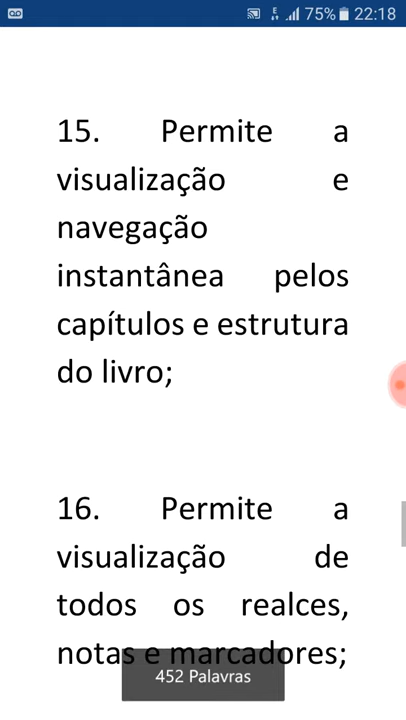 75% 22:18
15. Permite a
visualização e
navegação
instantânea pelos
capítulos e estrutura
do livro;
16. Permite a
visualização de
todos os realces,
notas e marcadores;
452 Palavras